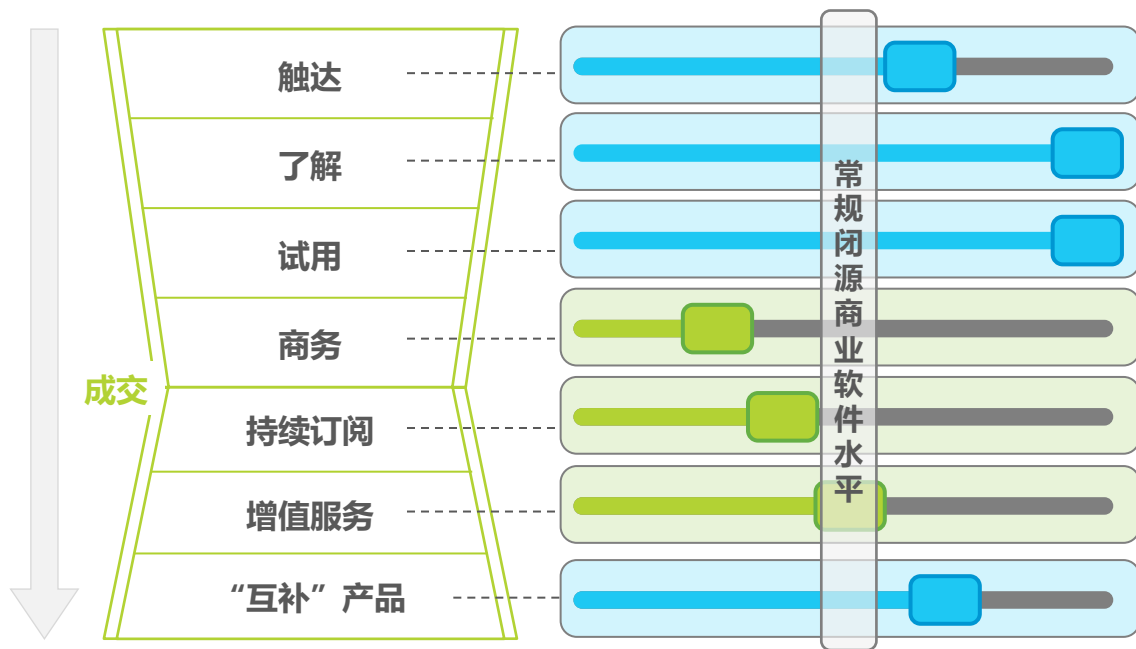 触达
了解
试用
商务
成交
持续订阅
增值服务
“互补”产品
常规闭源商业软件水平